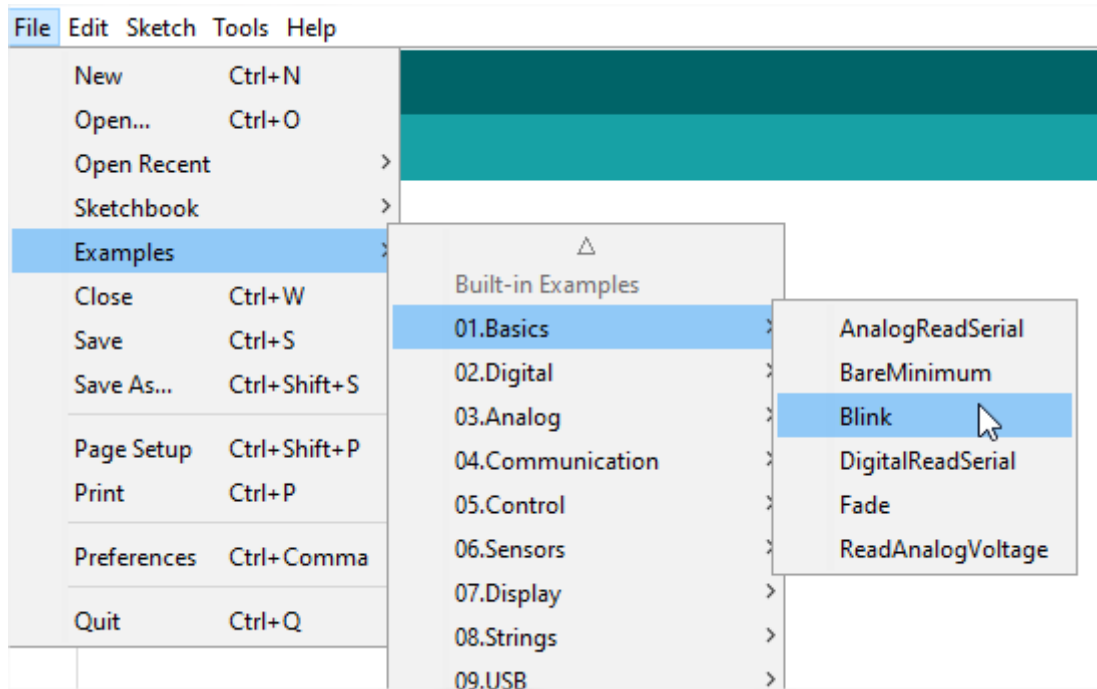 File Edit Sketch Tools Help
New Ctrl+N
Open... Ctrl+O
Open Recent
Sketchbook
Examples
Close Ctrl+W
Save Ctrl+S
Save As... Ctrl+Shift+S
Page Setup Ctrl+Shift+P
Print Ctrl+P
Preferences Ctrl+Comma
Quit Ctrl+Q
Built-in Examples
01.Basics
02.Digital
03.Analog
04.Communication
05.Control
06.Sensors
07.Display
08.Strings
09.USB
AnalogReadSerial
BareMinimum
Blink
DigitalReadSerial
Fade
ReadAnalogVoltage